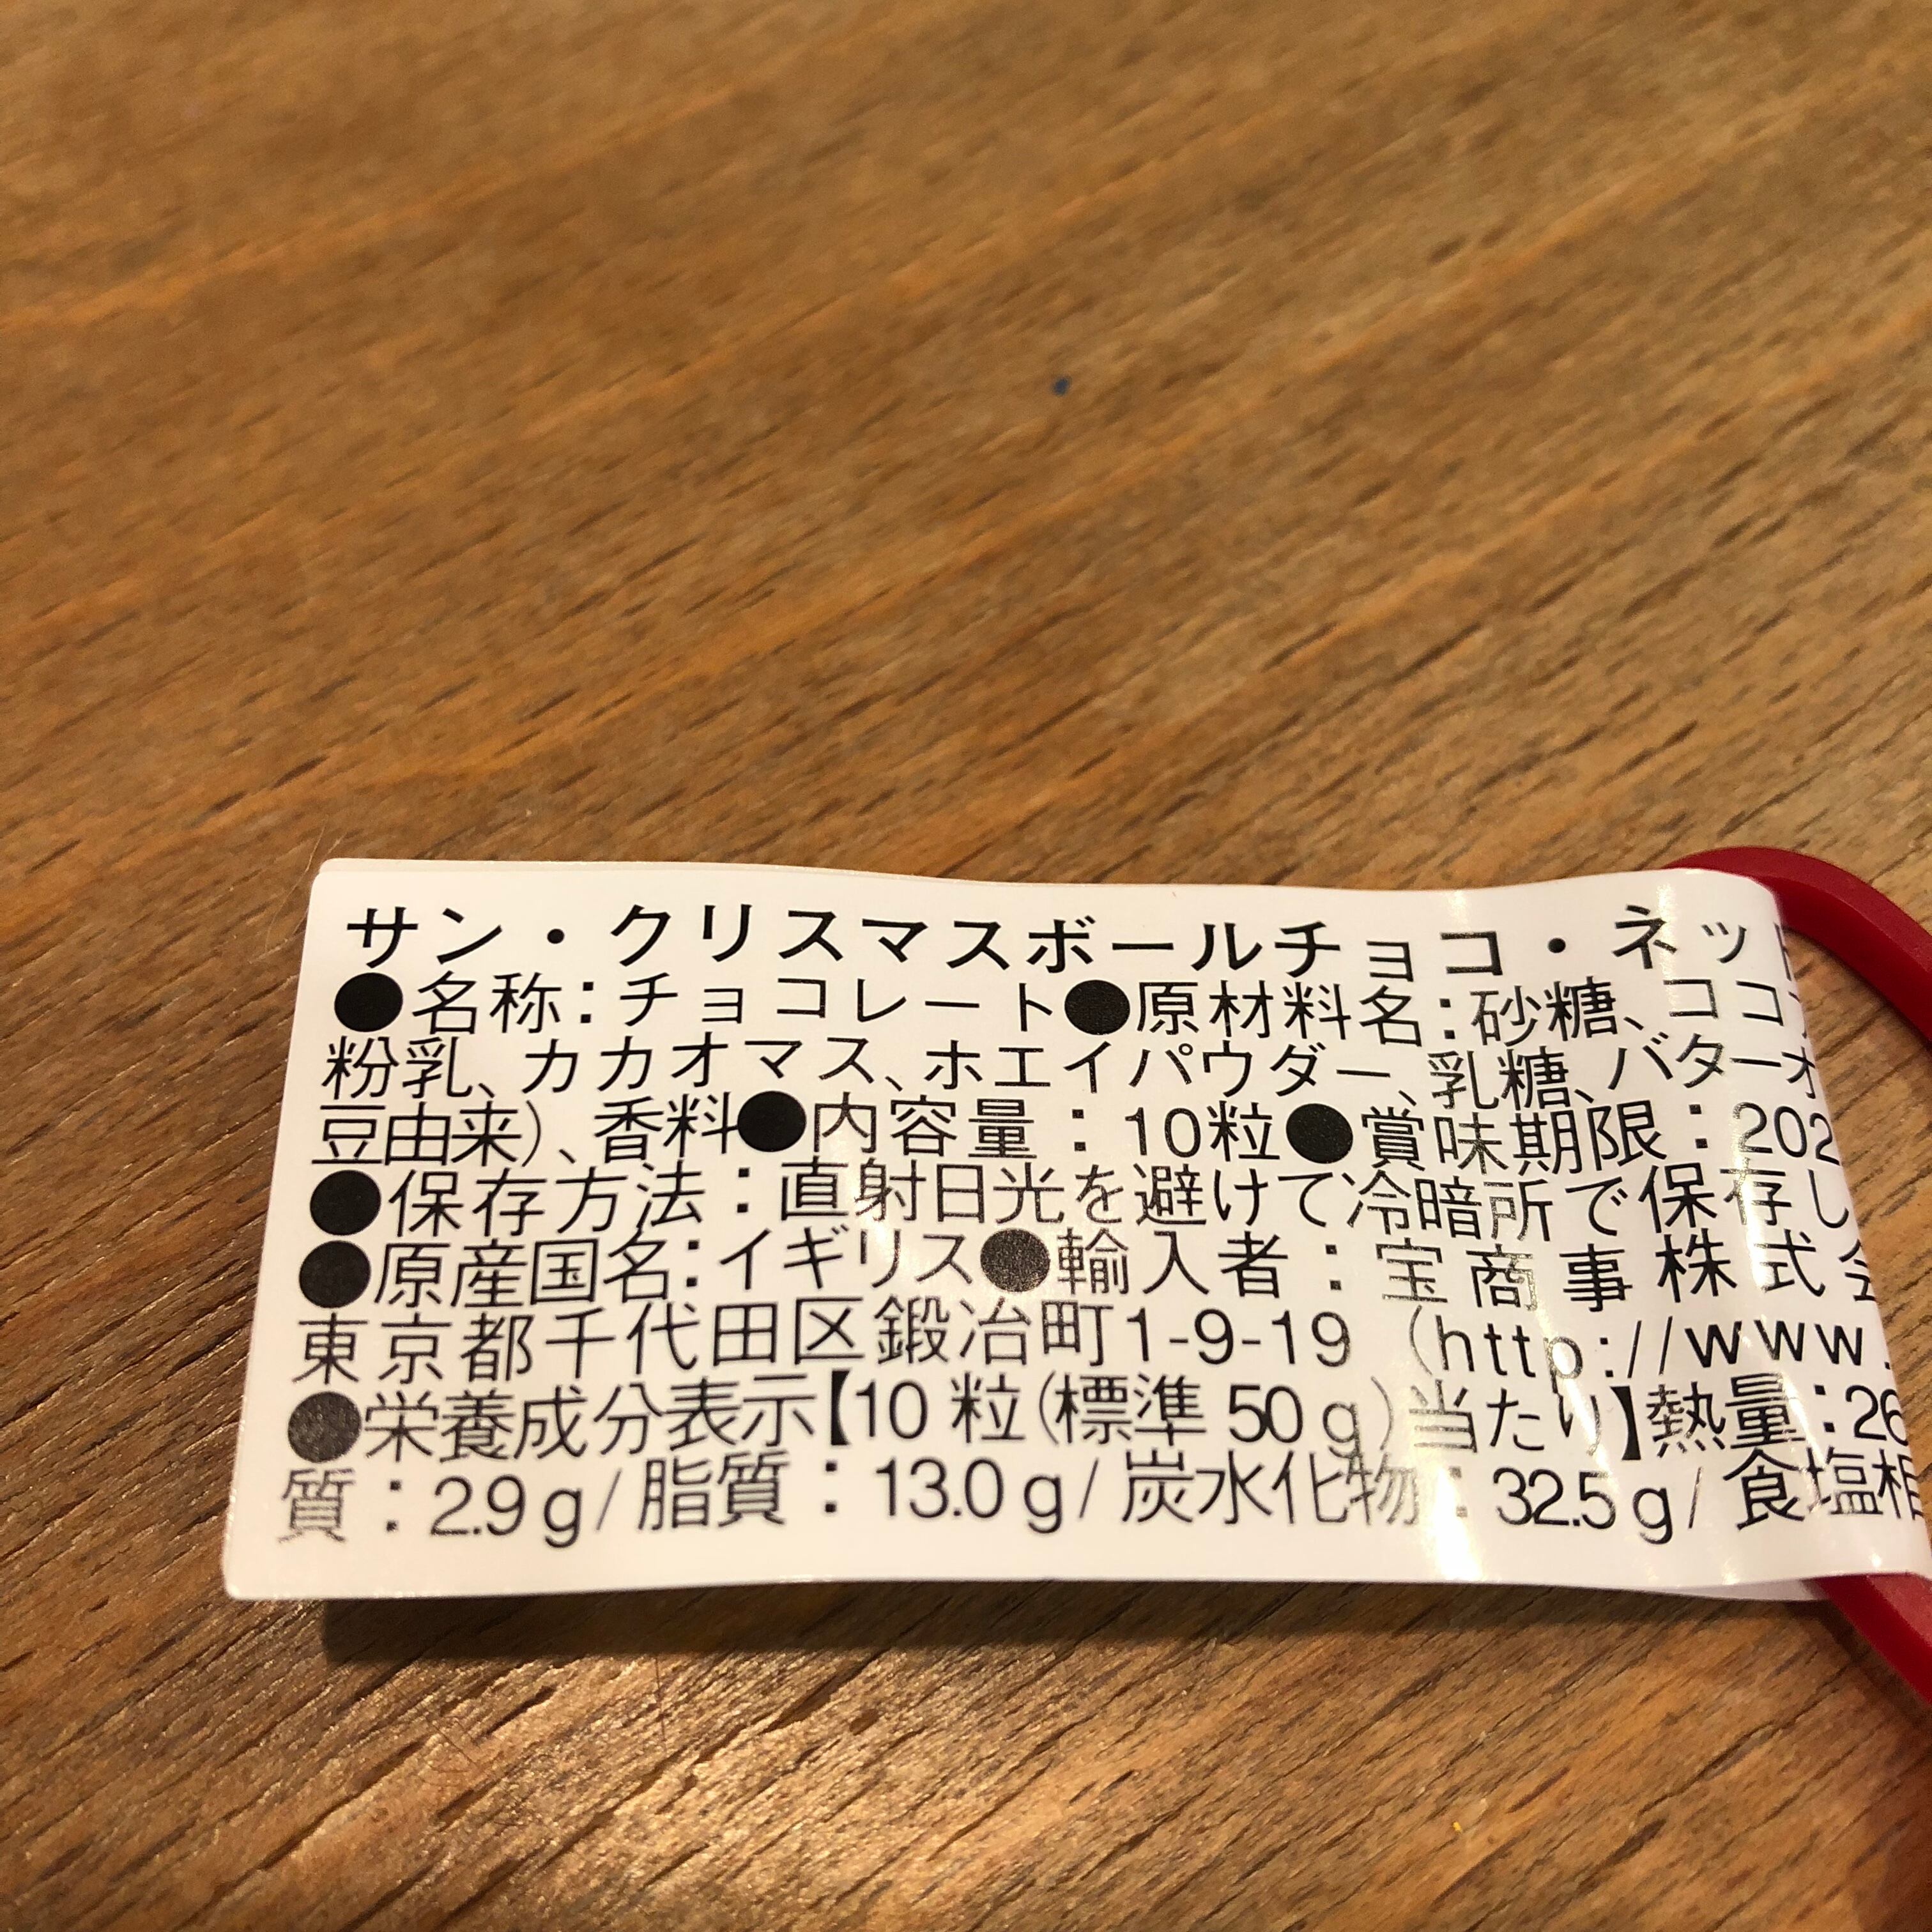 サン・クリスマスボールチョコ・ネッ
●名称:チョコレート●原材料名:砂糖、ココ
粉乳、カカオマス、ホエイパウダー、乳糖、バター
豆由来)、香料●内容量:10粒●賞味期限:202
●保存方法:直射日光を避けて冷暗所で保存し
●原産国名:イギリス●輸入者:宝商事株式会
東京都千代田区鍛冶町1-9-19 (http://www.
●栄養成分表示【10粒(標準50g)当たり】熱量:26
質:2.9g/脂質:13.0g/炭水化物:32.5g/食塩相